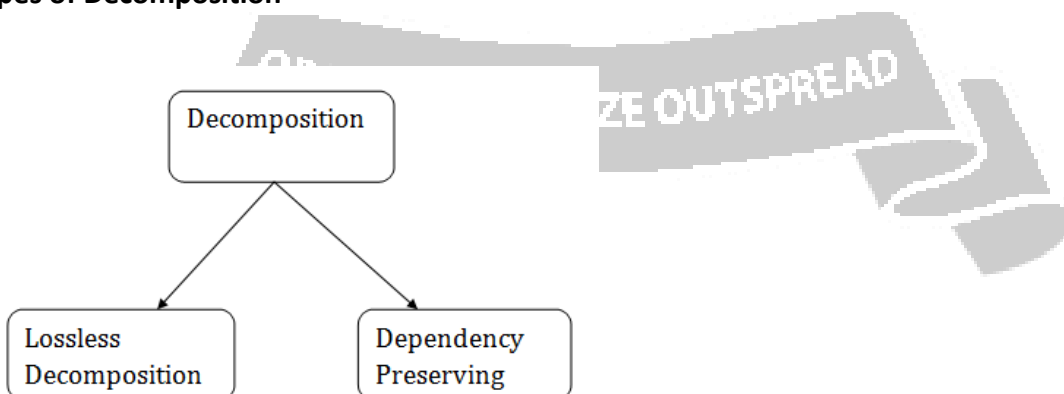 pes of Decomposition
ZE OUTSPREAD
Decomposition
Lossless
Decomposition
Dependency
Preserving